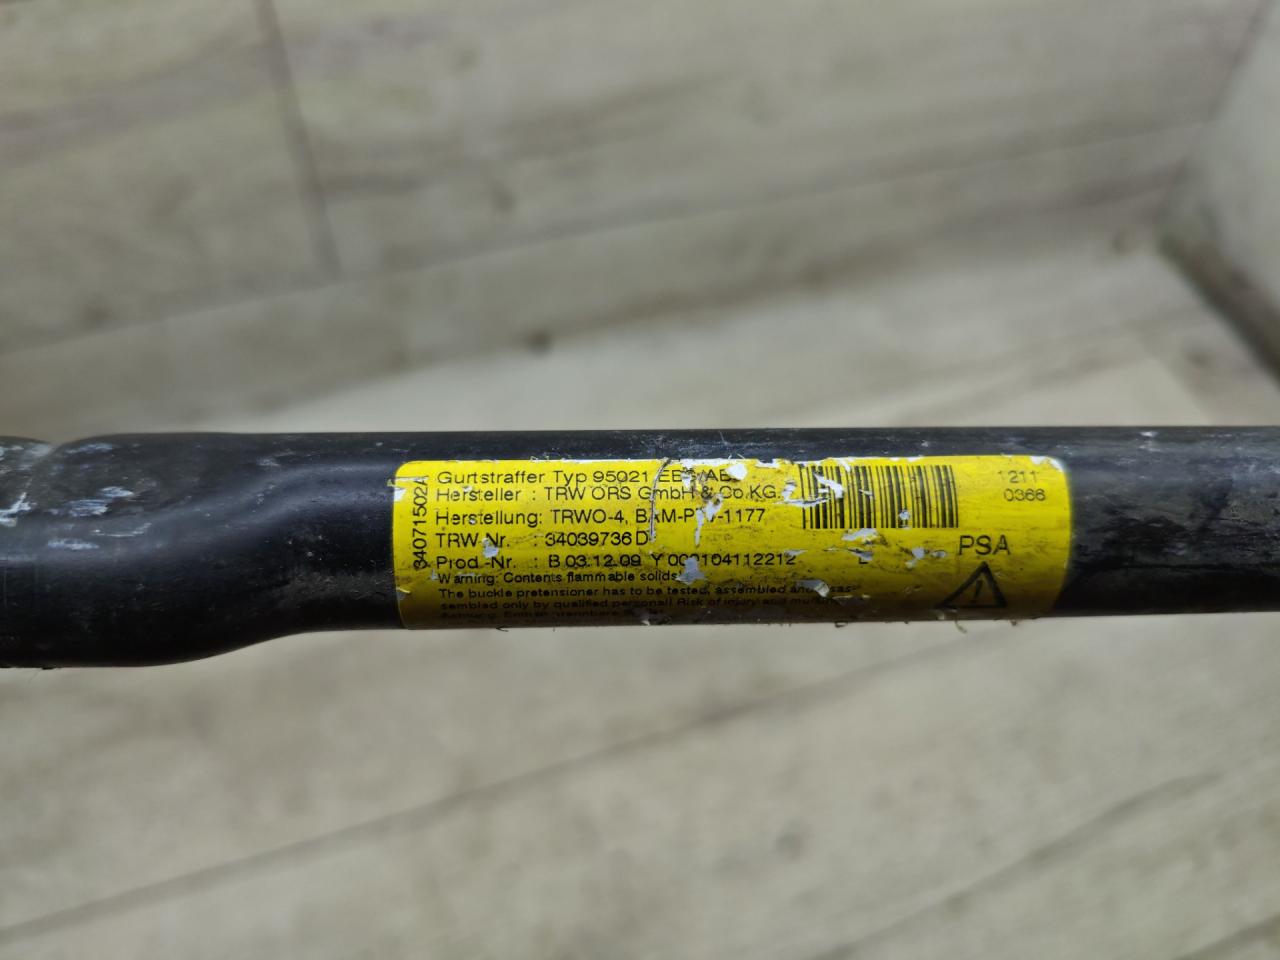 34071502A
Gurtstraffer Typ 95021
Hersteller : TRW ORS GmbH & Co.KG.
Herstellung: TRWO-4,
TRW-Nr. : 34039736D
Prod.-Nr. : B 03.12.09
Warning: Contents flammable solids
The buckle pretensioner has to be tested, assembled and
sembled only by qualified personal! Risk of injury and
1211
0366
PSA